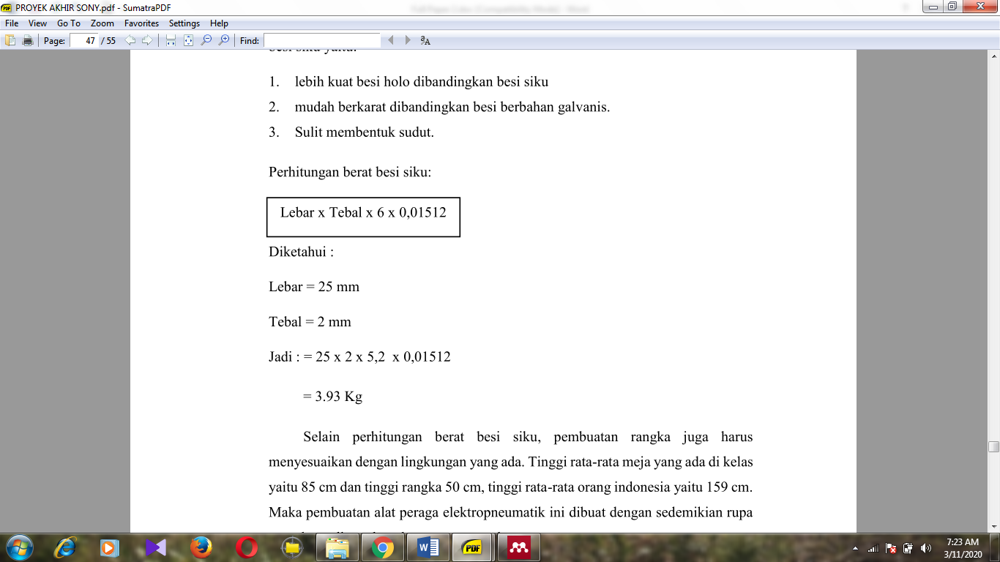 PROYEK AKHIR SONY.pdf - SumatraPDF
File View Go To Zoom Favorites Settings Help
Page: 47 / 55 Find:
besi siku yaitu:
1. lebih kuat besi holo dibandingkan besi siku
2. mudah berkarat dibandingkan besi berbahan galvanis.
3. Sulit membentuk sudut.
Perhitungan berat besi siku:
Lebar x Tebal x 6 x 0,01512
Diketahui :
Lebar = 25 mm
Tebal = 2 mm
Jadi : = 25 x 2 x 5,2 x 0,01512
= 3.93 Kg
Selain perhitungan berat besi siku, pembuatan rangka juga harus
menyesuaikan dengan lingkungan yang ada. Tinggi rata-rata meja yang ada di kelas
yaitu 85 cm dan tinggi rangka 50 cm, tinggi rata-rata orang indonesia yaitu 159 cm.
Maka pembuatan alat peraga elektropneumatik ini dibuat dengan sedemikian rupa
PDF
7:23 AM
3/11/2020